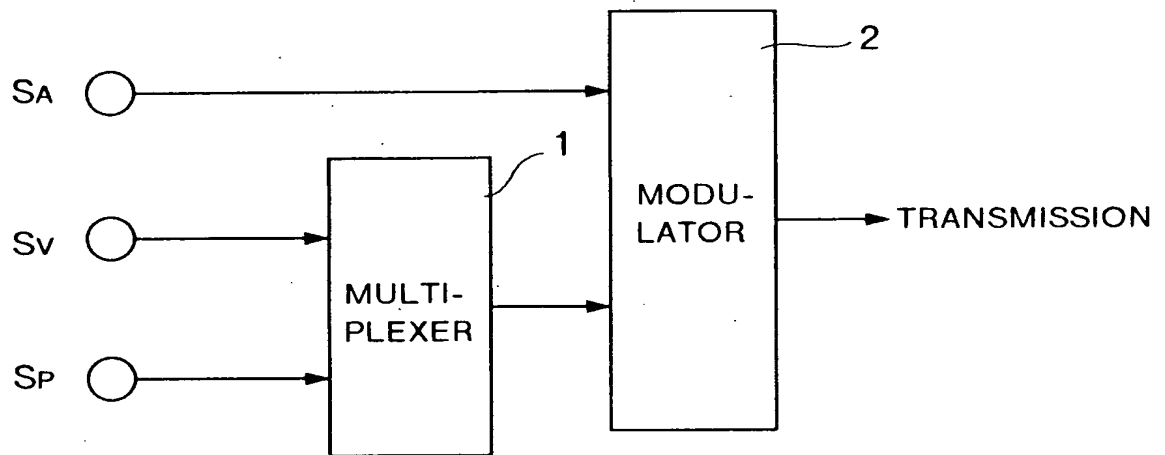 2
SA
1
MODU-
LATOR
SV
TRANSMISSION
MULTI-
PLEXER
SP